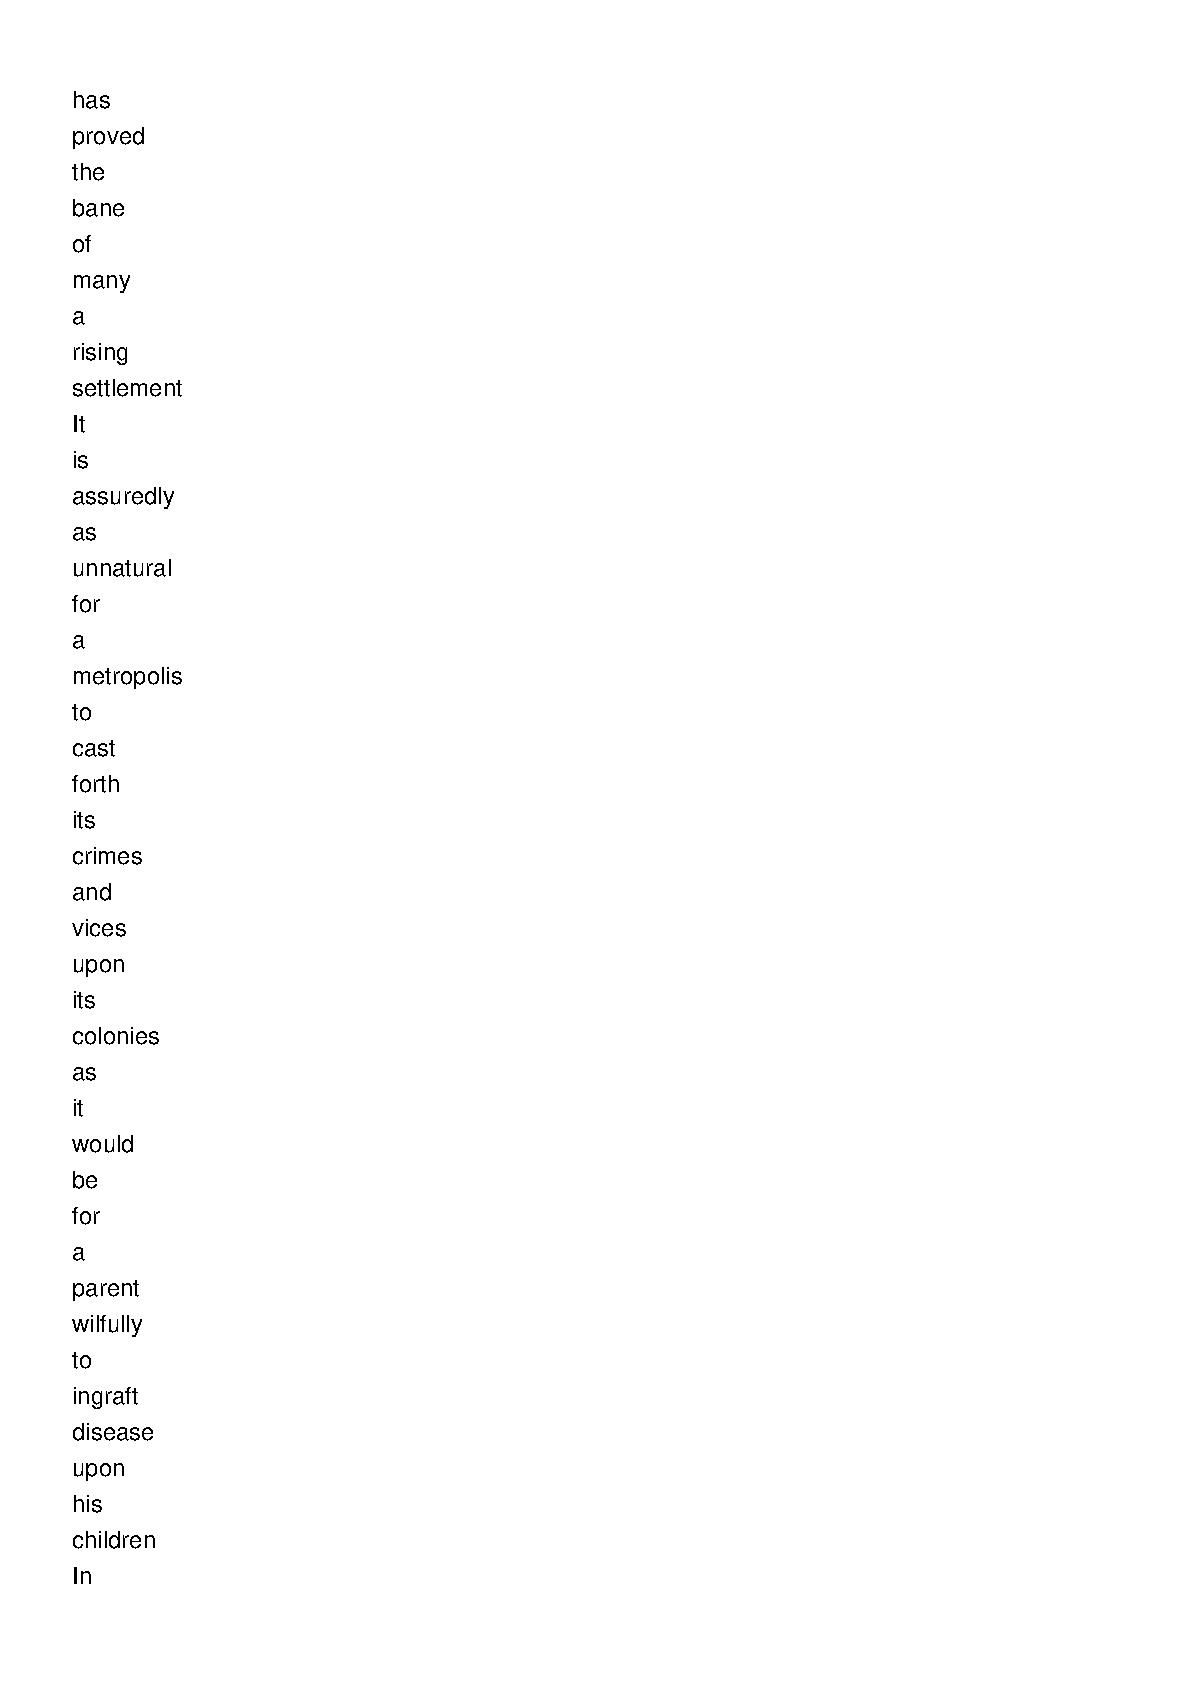 has
proved
the
bane
of
many
a
rising
settlement
It
is
assuredly
as
unnatural
for
a
metropolis
to
cast
forth
its
crimes
and
vices
upon
its
colonies
as
it
would
be
for
a
parent
wilfully
to
ingraft
disease
upon
his
children
In